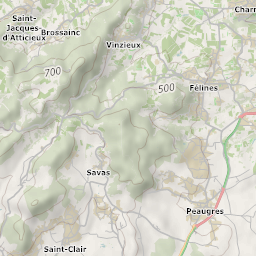 Saint-
Jacques-
d'Atticieux
Brossainc
Charn
Vinzieux
700
500
Félines
Savas
Peaugres
Saint-Clair